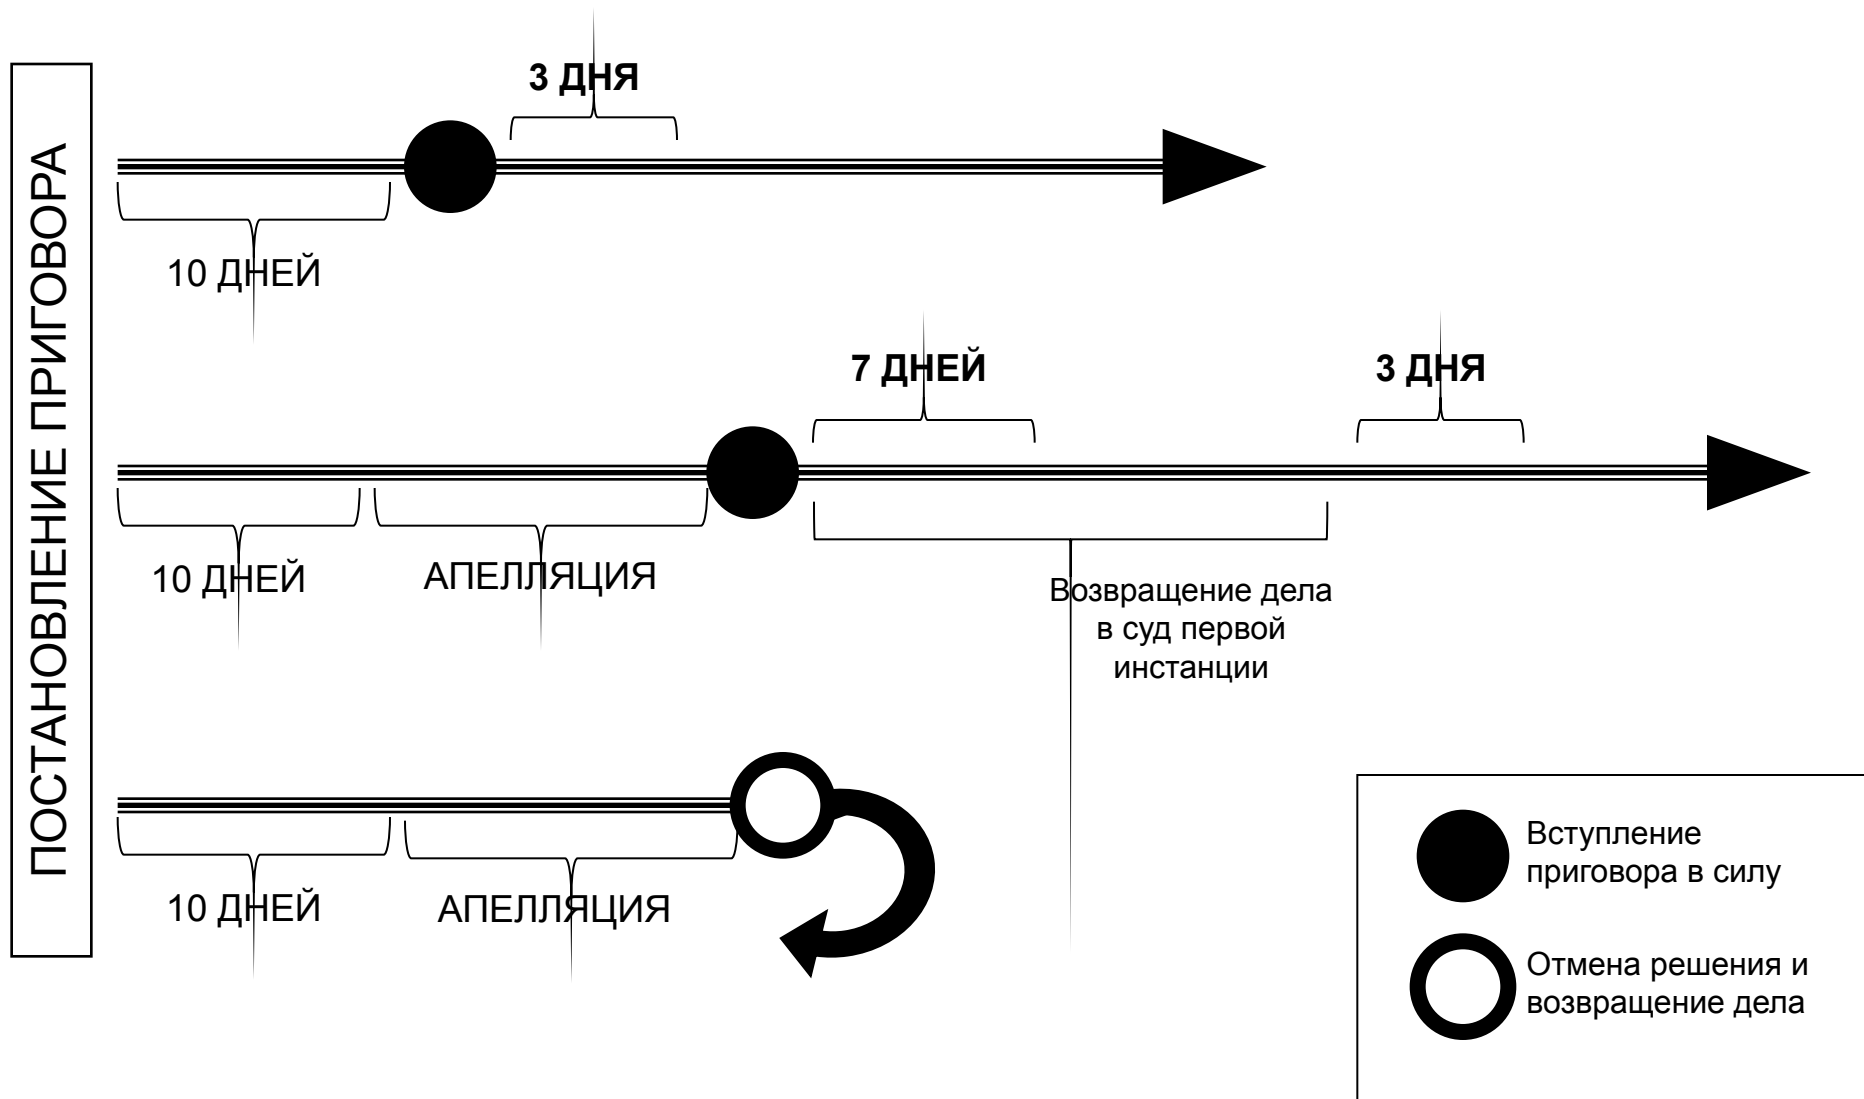 ПОСТАНОВЛЕНИЕ ПРИГОВОРА
3 ДНЯ
10 ДНЕЙ
7 ДНЕЙ
3 ДНЯ
10 ДНЕЙ
АПЕЛЛЯЦИЯ
Возвращение дела
в суд первой
инстанции
10 ДНЕЙ
АПЕЛЛЯЦИЯ
Вступление
приговора в силу
Отмена решения и
возвращение дела